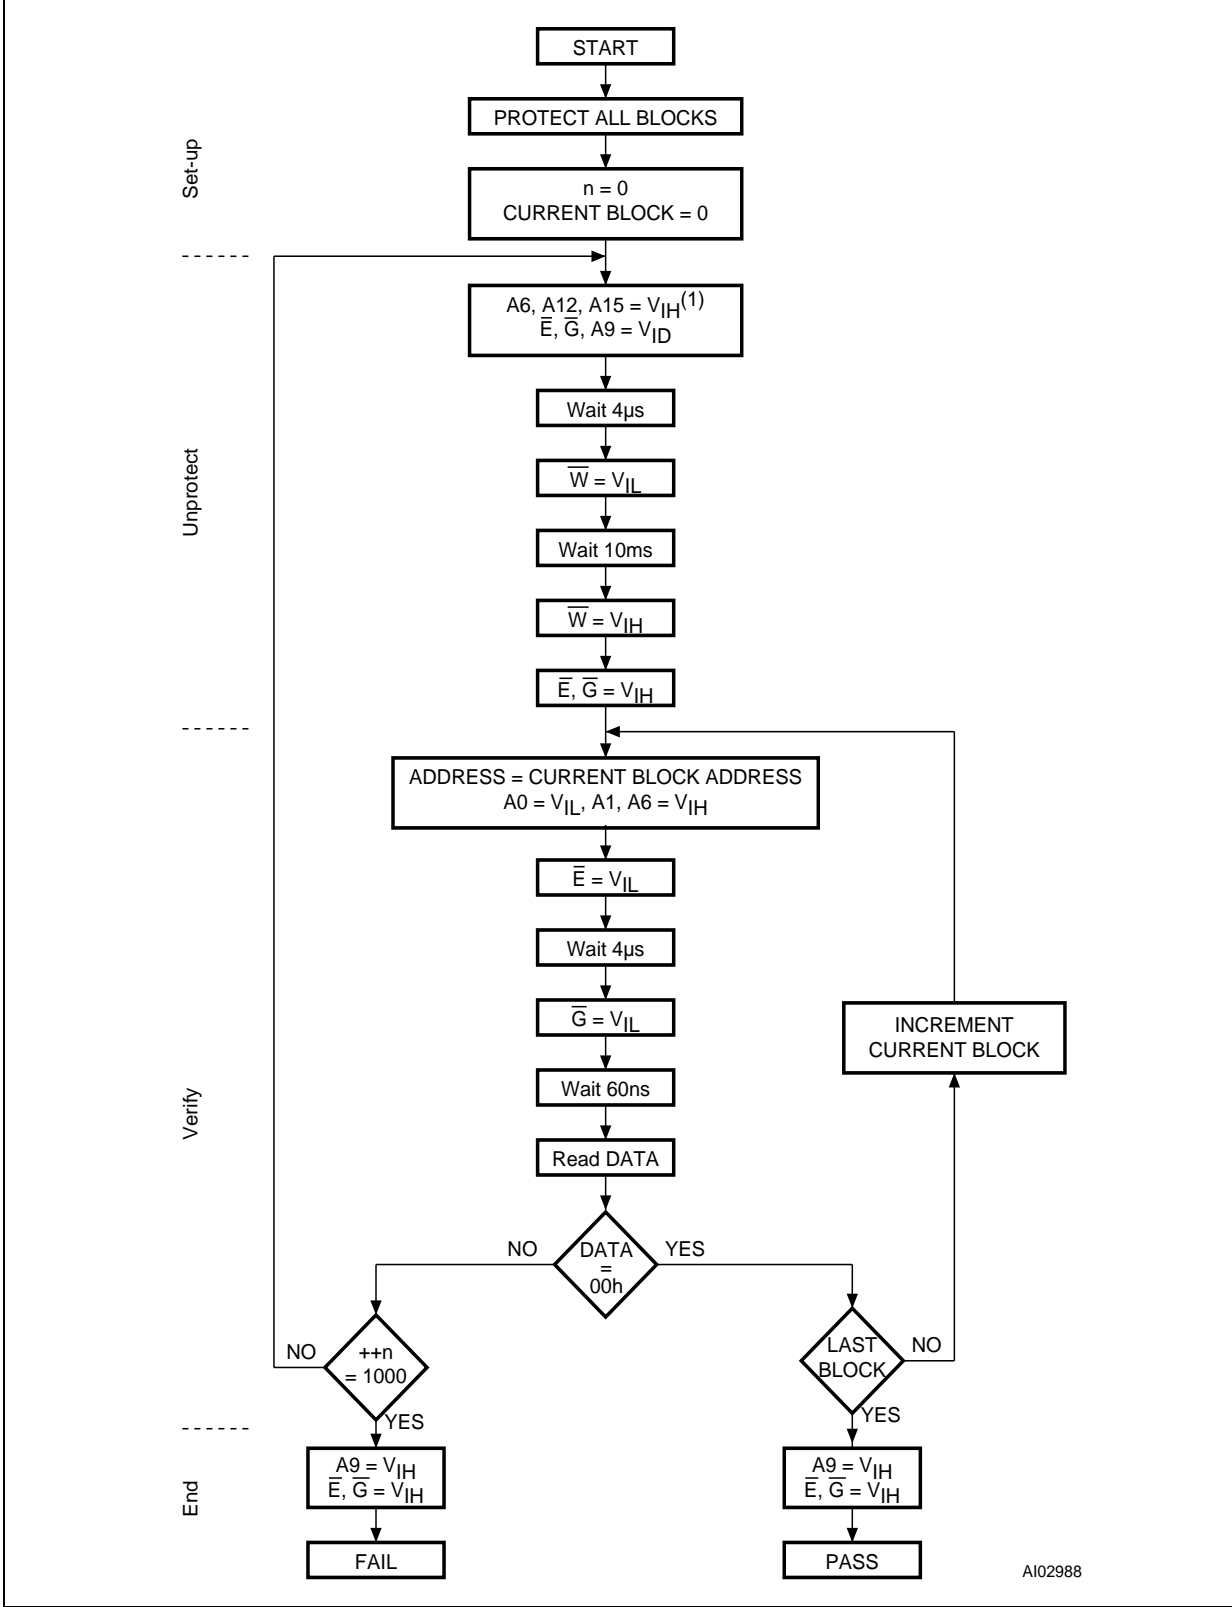 START
PROTECT ALL BLOCKS
Set-up
n = 0
CURRENT BLOCK = 0
A6, A12, A15 = VIH(1)
E̅, G̅, A9 = VID
Wait 4µs
Unprotect
W̅ = VIL
Wait 10ms
W̅ = VIH
E̅, G̅ = VIH
ADDRESS = CURRENT BLOCK ADDRESS
A0 = VIL, A1, A6 = VIH
E̅ = VIL
Wait 4µs
G̅ = VIL
INCREMENT
CURRENT BLOCK
Wait 60ns
Verify
Read DATA
NO
DATA
=
00h
YES
NO
++n
= 1000
LAST
BLOCK
NO
YES
YES
End
A9 = VIH
E̅, G̅ = VIH
A9 = VIH
E̅, G̅ = VIH
FAIL
PASS
AI02988